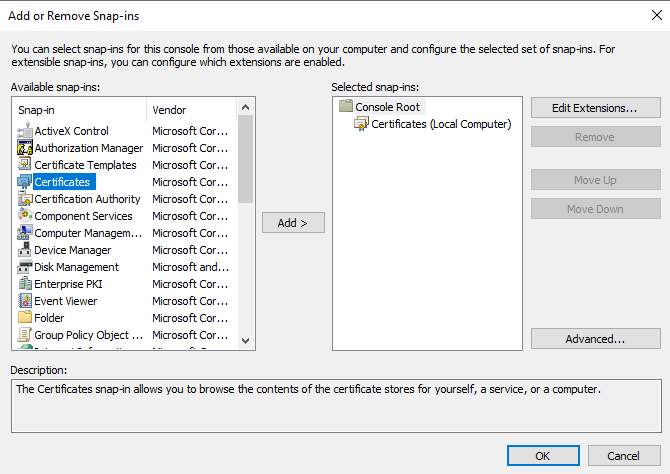 Add or Remove Snap-ins
You can select snap-ins for this console from those available on your computer and configure the selected set of snap-ins. For
extensible snap-ins, you can configure which extensions are enabled.
Available snap-ins:
Snap-in Vendor
ActiveX Control Microsoft Cor...
Authorization Manager Microsoft Cor...
Certificate Templates Microsoft Cor...
Certificates Microsoft Cor...
Certification Authority Microsoft Cor...
Component Services Microsoft Cor...
Computer Managem... Microsoft Cor...
Device Manager Microsoft Cor...
Disk Management Microsoft and...
Enterprise PKI Microsoft Cor...
Event Viewer Microsoft Cor...
Folder Microsoft Cor...
Group Policy Object ... Microsoft Cor...
Add >
Selected snap-ins:
Console Root
Certificates (Local Computer)
Edit Extensions...
Remove
Move Up
Move Down
Advanced...
Description:
The Certificates snap-in allows you to browse the contents of the certificate stores for yourself, a service, or a computer.
OK
Cancel